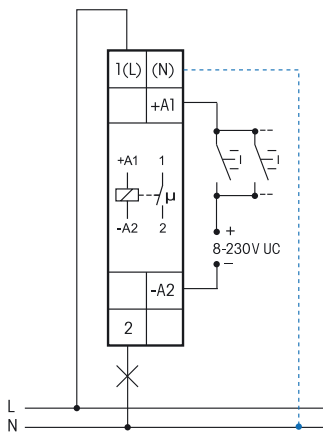 1(L) (N)
+A1
+A1 1
µ
-A2 2
+
8-230V UC
−
-A2
2
L
N